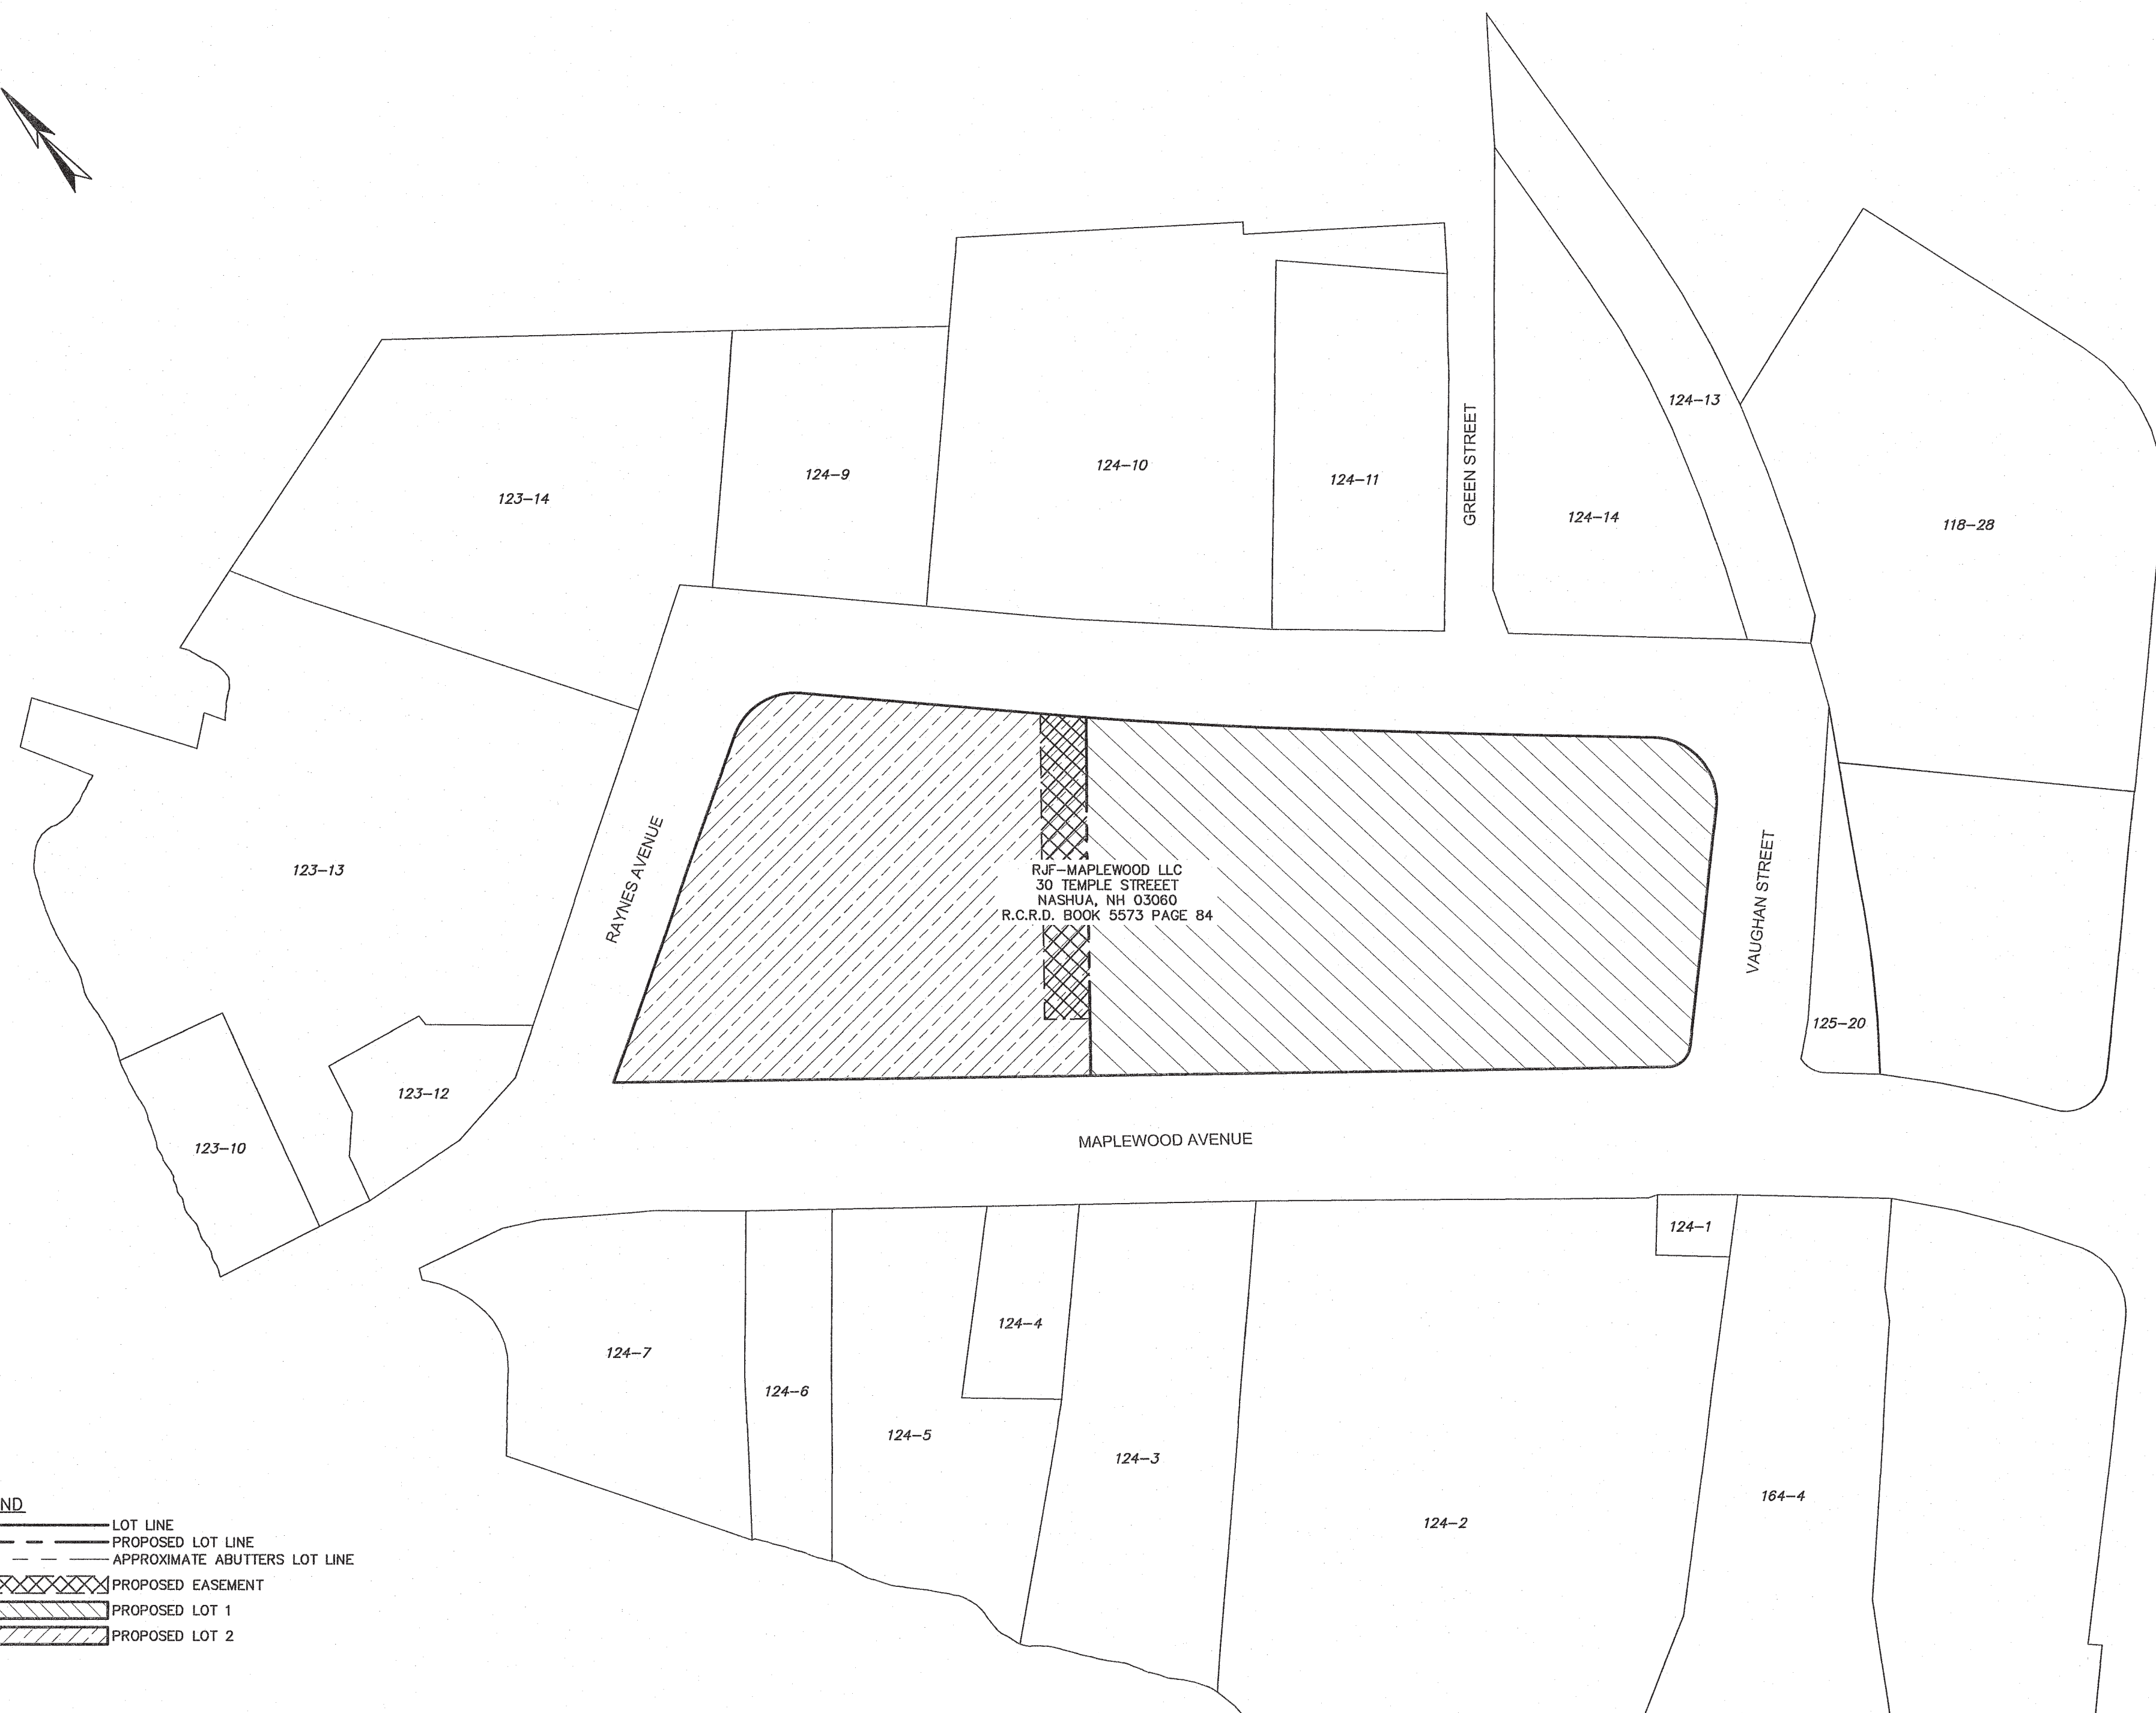 124-13
124-9
124-10
124-11
GREEN STREET
123-14
124-14
118-28
123-13
RAYNES AVENUE
RJF-MAPLEWOOD LLC
30 TEMPLE STREEET
NASHUA, NH 03060
R.C.R.D. BOOK 5573 PAGE 84
VAUGHAN STREET
125-20
123-12
123-10
MAPLEWOOD AVENUE
124-1
124-4
124-7
124-6
124-5
124-3
164-4
124-2
ND
LOT LINE
PROPOSED LOT LINE
APPROXIMATE ABUTTERS LOT LINE
PROPOSED EASEMENT
PROPOSED LOT 1
PROPOSED LOT 2